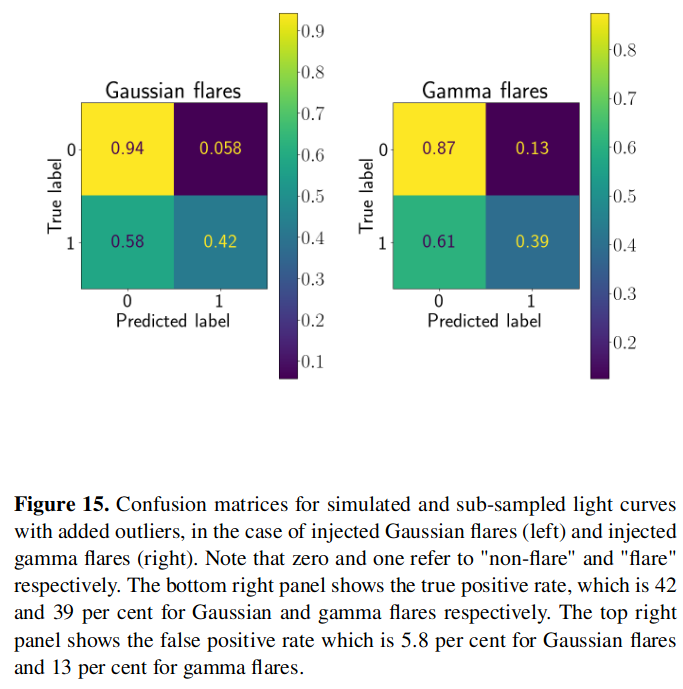 Gaussian flares
0
0.94
0.058
True label
1
0.58
0.42
0
1
Predicted label
0.9
0.8
0.7
0.6
0.5
0.4
0.3
0.2
0.1
Gamma flares
0
0.87
0.13
True label
1
0.61
0.39
0
1
Predicted label
0.8
0.7
0.6
0.5
0.4
0.3
0.2
Figure 15. Confusion matrices for simulated and sub-sampled light curves
with added outliers, in the case of injected Gaussian flares (left) and injected
gamma flares (right). Note that zero and one refer to "non-flare" and "flare"
respectively. The bottom right panel shows the true positive rate, which is 42
and 39 per cent for Gaussian and gamma flares respectively. The top right
panel shows the false positive rate which is 5.8 per cent for Gaussian flares
and 13 per cent for gamma flares.